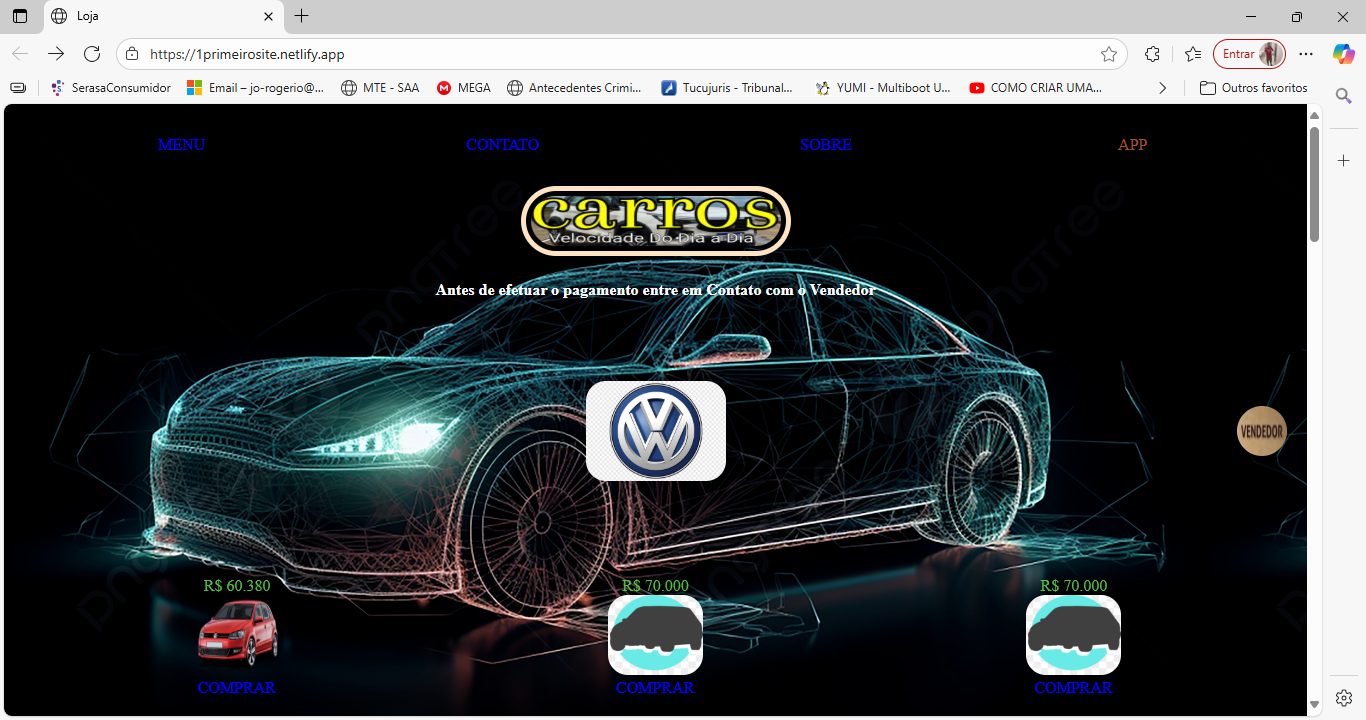 Loja
https://1primeirosite.netlify.app
Entrar
SerasaConsumidor
Email – jo-rogerio@...
MTE - SAA
MEGA
Antecedentes Crimi...
Tucujuris - Tribunal...
YUMI - Multiboot U...
COMO CRIAR UMA...
Outros favoritos
MENU CONTATO SOBRE APP
carros
Velocidade Do Dia á Dia
pngtree
Antes de efetuar o pagamento entre em Contato com o Vendedor
VENDEDOR
R$ 60.380 R$ 70.000 R$ 70.000
COMPRAR COMPRAR COMPRAR